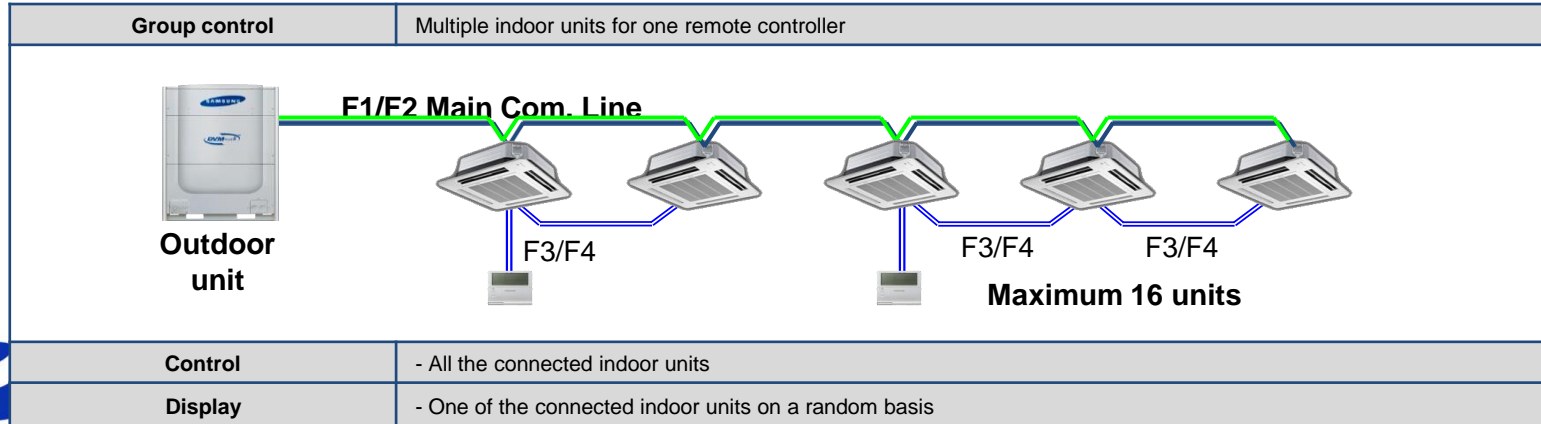 Group control
Multiple indoor units for one remote controller
F1/F2 Main Com. Line
SAMSUNG
DVM
Outdoor
unit
F3/F4
F3/F4
F3/F4
Maximum 16 units
Control
- All the connected indoor units
Display
- One of the connected indoor units on a random basis